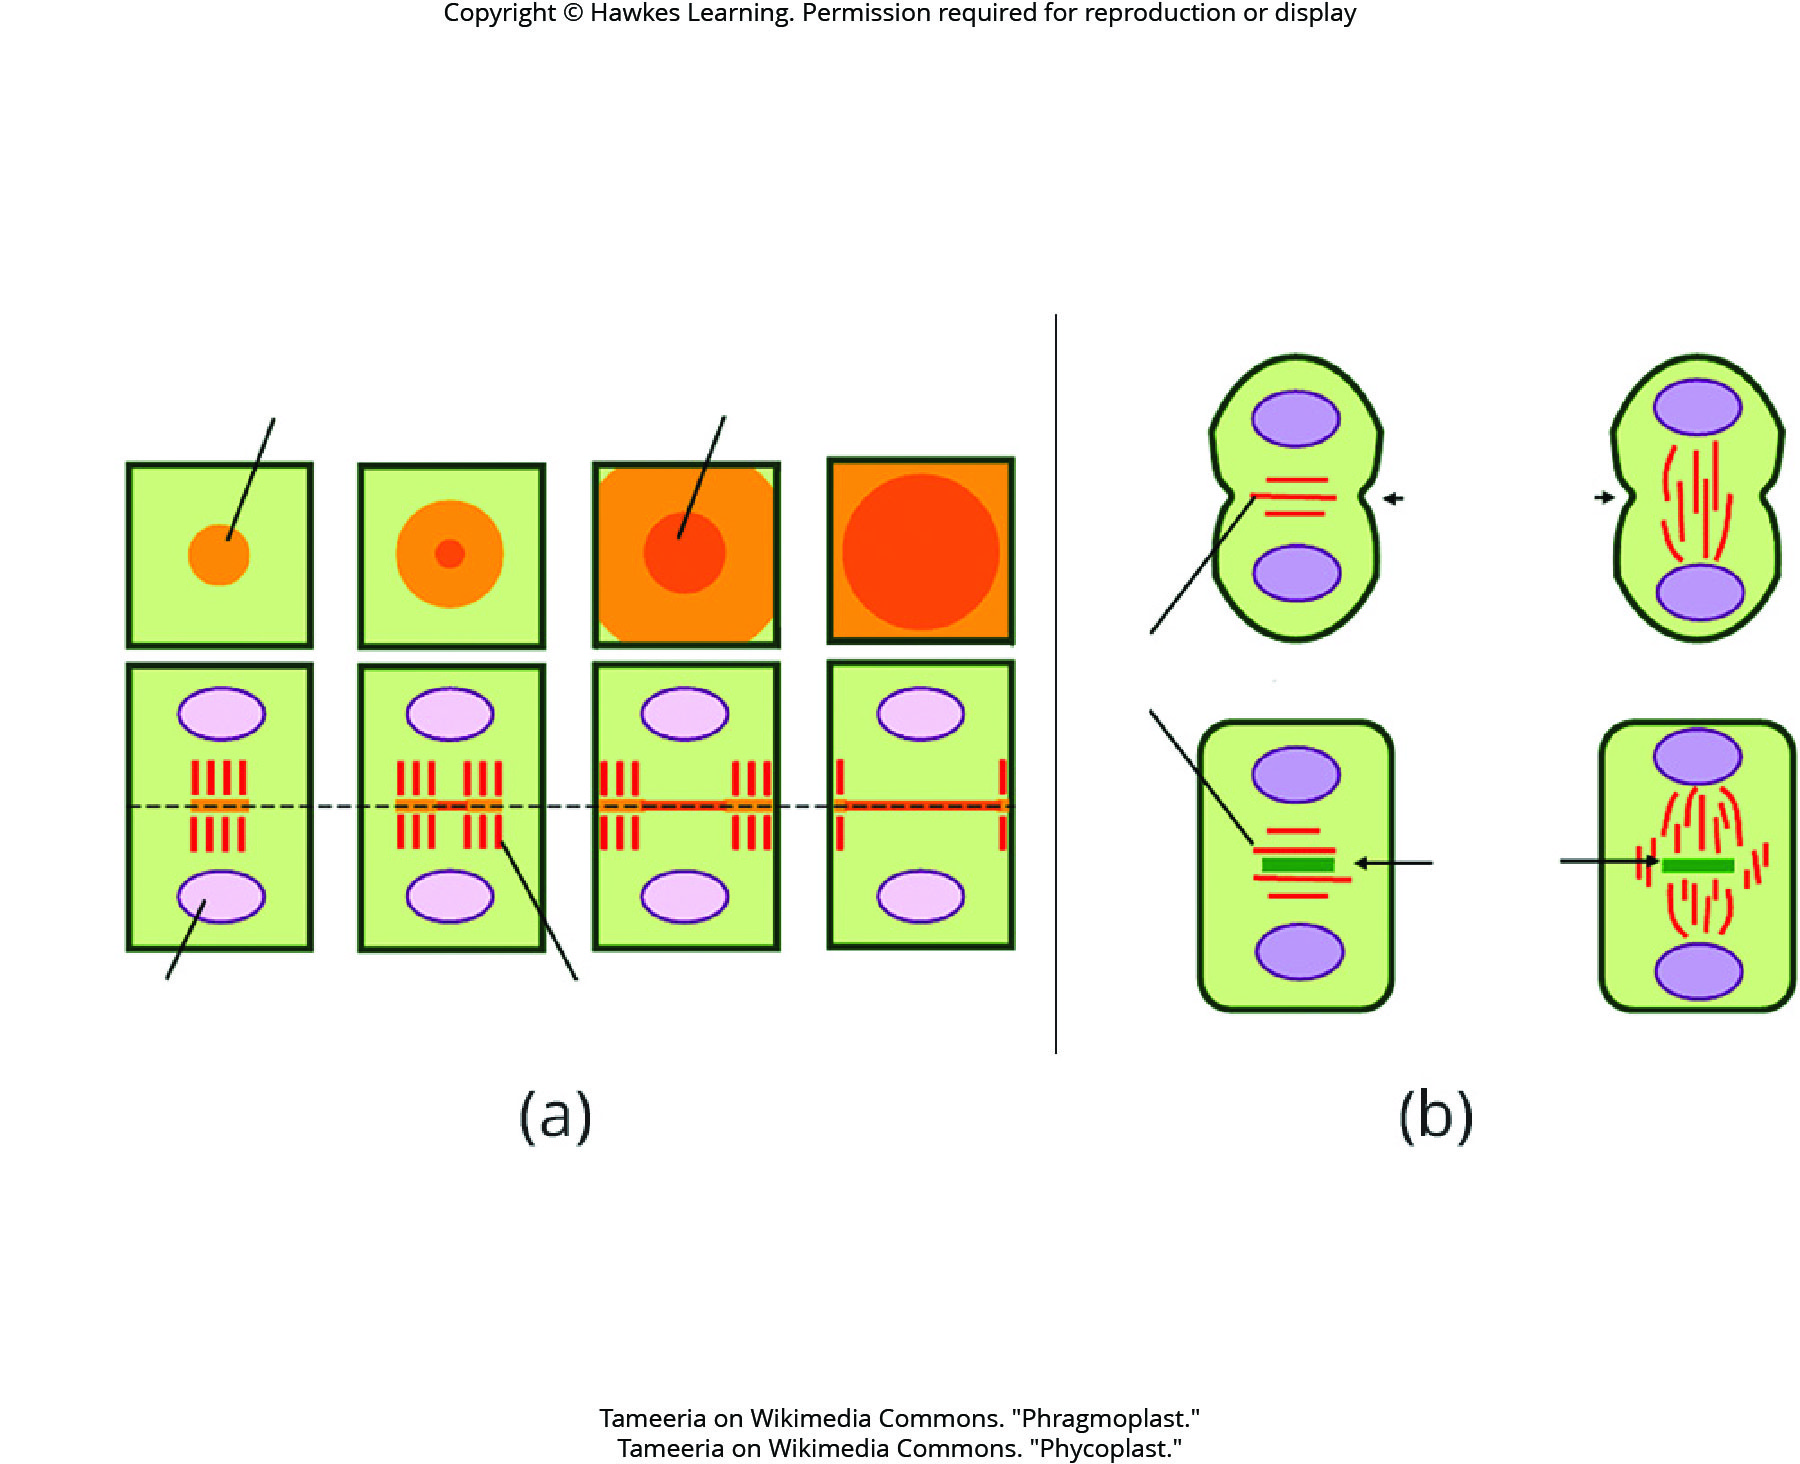 Copyright © Hawkes Learning. Permission required for reproduction or display
(a)
(b)
Tameeria on Wikimedia Commons. "Phragmoplast."
Tameeria on Wikimedia Commons. "Phycoplast."